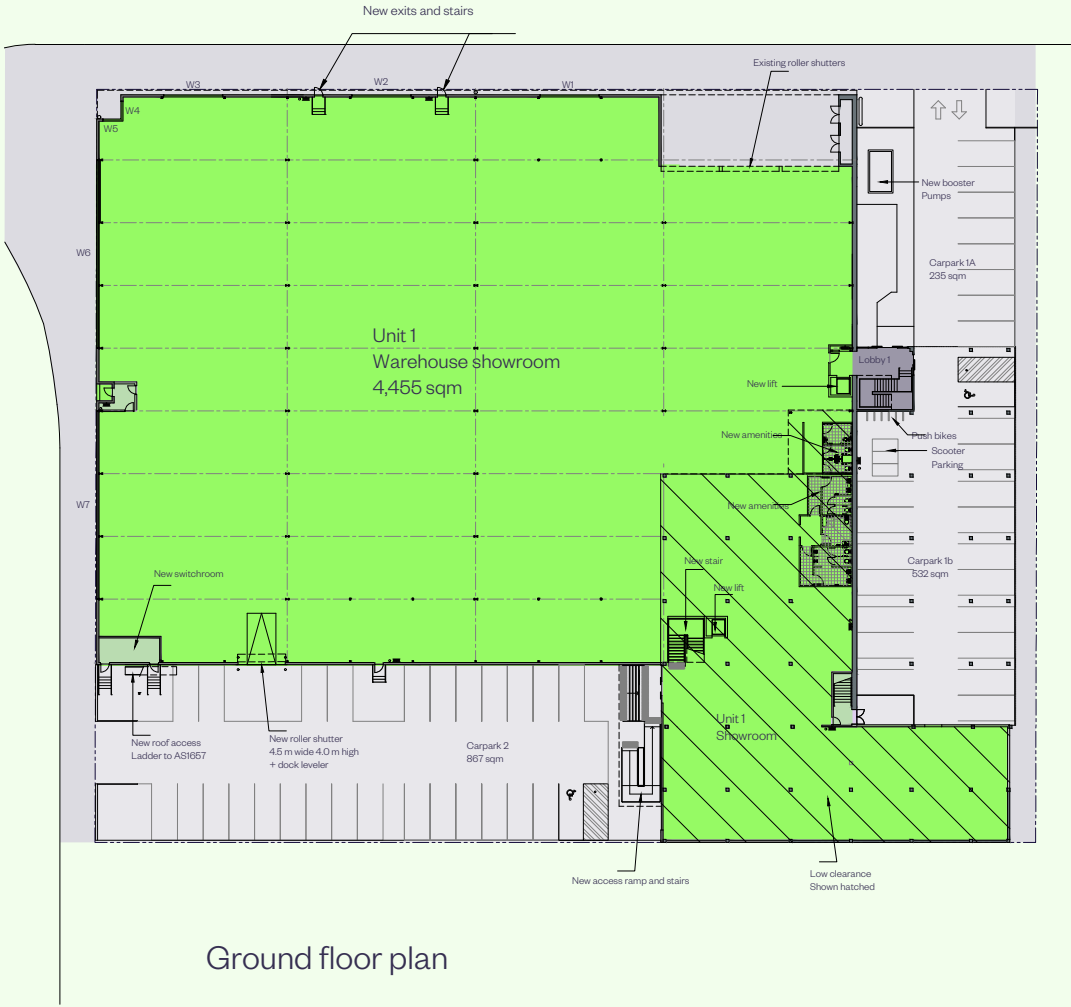 New exits and stairs
Existing roller shutters
W3
W2
W1
W4
W5
New booster
Pumps
W6
Carpark 1A
235 sqm
Unit 1
Warehouse showroom
4,455 sqm
Lobby 1
New lift
New amenities
Push bikes
Scooter
Parking
W7
New amenities
New switchroom
New stair
Carpark 1b
532 sqm
New lift
Unit 1
Showroom
New roof access
Ladder to AS1657
New roller shutter
4.5 m wide 4.0 m high
+ dock leveler
Carpark 2
867 sqm
New access ramp and stairs
Low clearance
Shown hatched
Ground floor plan